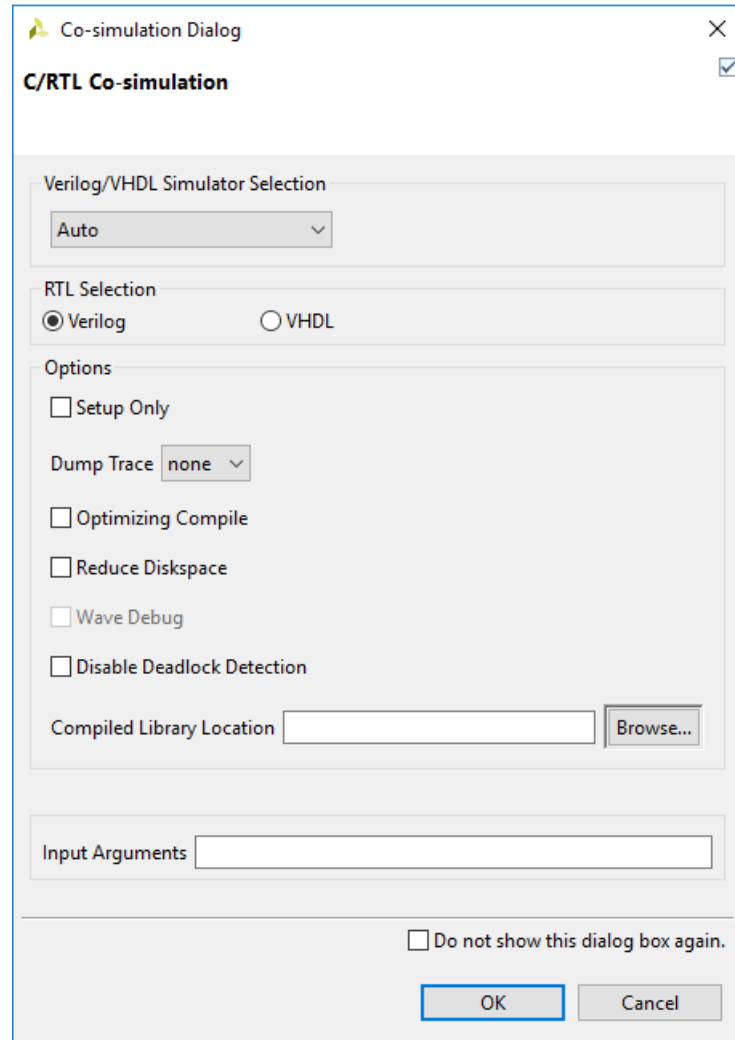 Co-simulation Dialog
C/RTL Co-simulation
Verilog/VHDL Simulator Selection
Auto
RTL Selection
Verilog VHDL
Options
Setup Only
Dump Trace none
Optimizing Compile
Reduce Diskspace
Wave Debug
Disable Deadlock Detection
Compiled Library Location Browse...
Input Arguments
Do not show this dialog box again.
OK Cancel